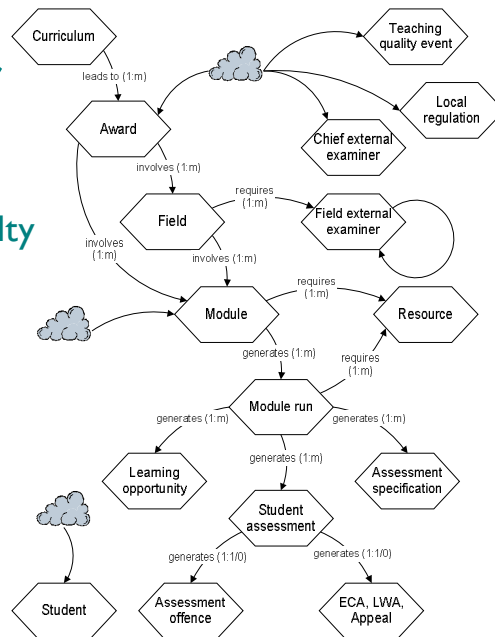 Curriculum
Teaching
quality event
leads to (1:m)
Local
regulation
Award
Chief external
examiner
involves (1:m)
requires
(1:m)
Field
Field external
examiner
lty
involves
(1:m)
involves (1:m)
requires
(1:m)
Module
Resource
generates (1:m)
requires
(1:m)
Module run
generates (1:m)
generates (1:m)
generates (1:m)
Learning
opportunity
Assessment
specification
Student
assessment
generates (1:1/0)
generates (1:1/0)
Student
Assessment
offence
ECA, LWA,
Appeal